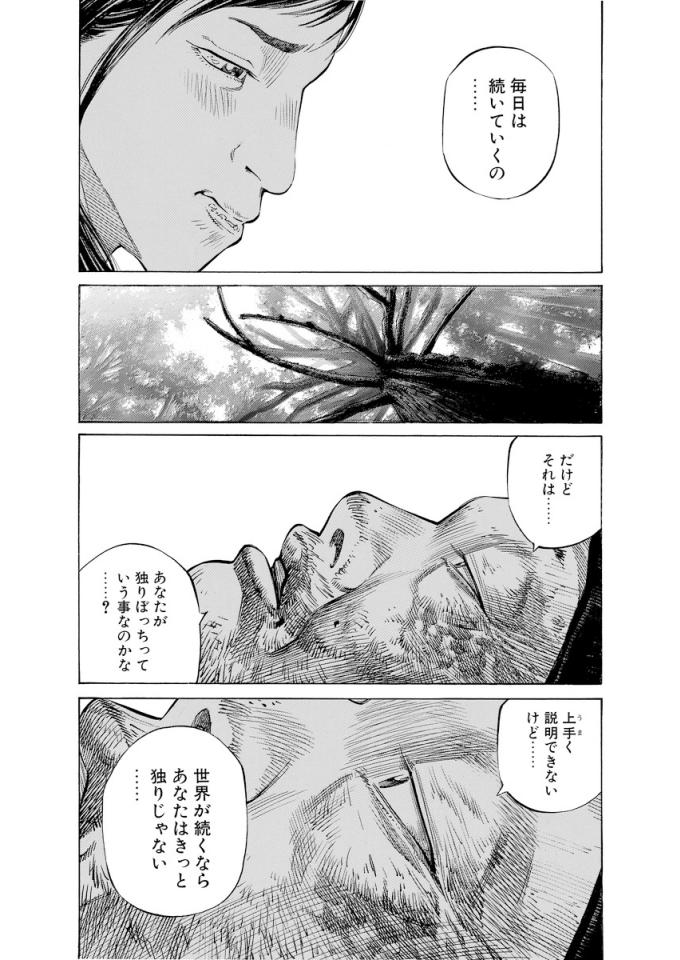 毎日は
続いていくの
……
だけど
それは……
あなたが
独りぼっちって
いう事なのかな
……?
上手く
うま
説明できない
けど……
世界が続くなら
あなたはきっと
独りじゃない
……